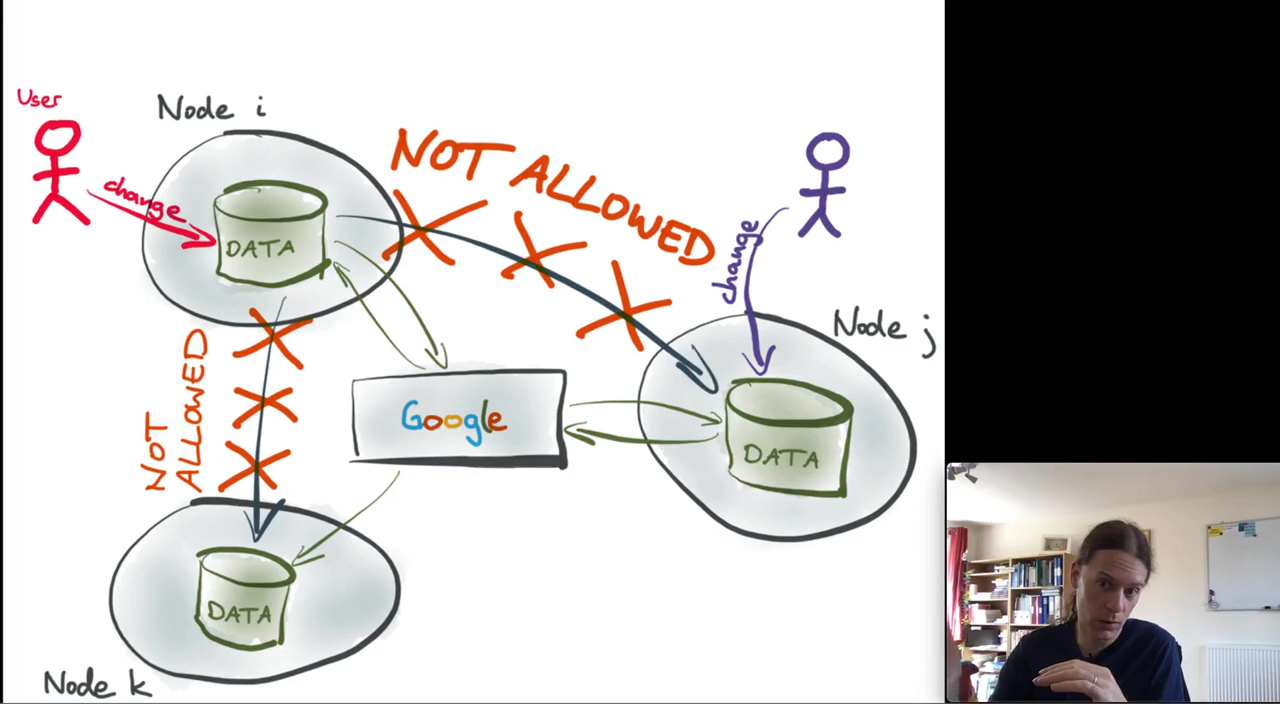 User
Node i
change
DATA
NOT ALLOWED
change
Node j
NOT
ALLOWED
Google
DATA
DATA
Node k